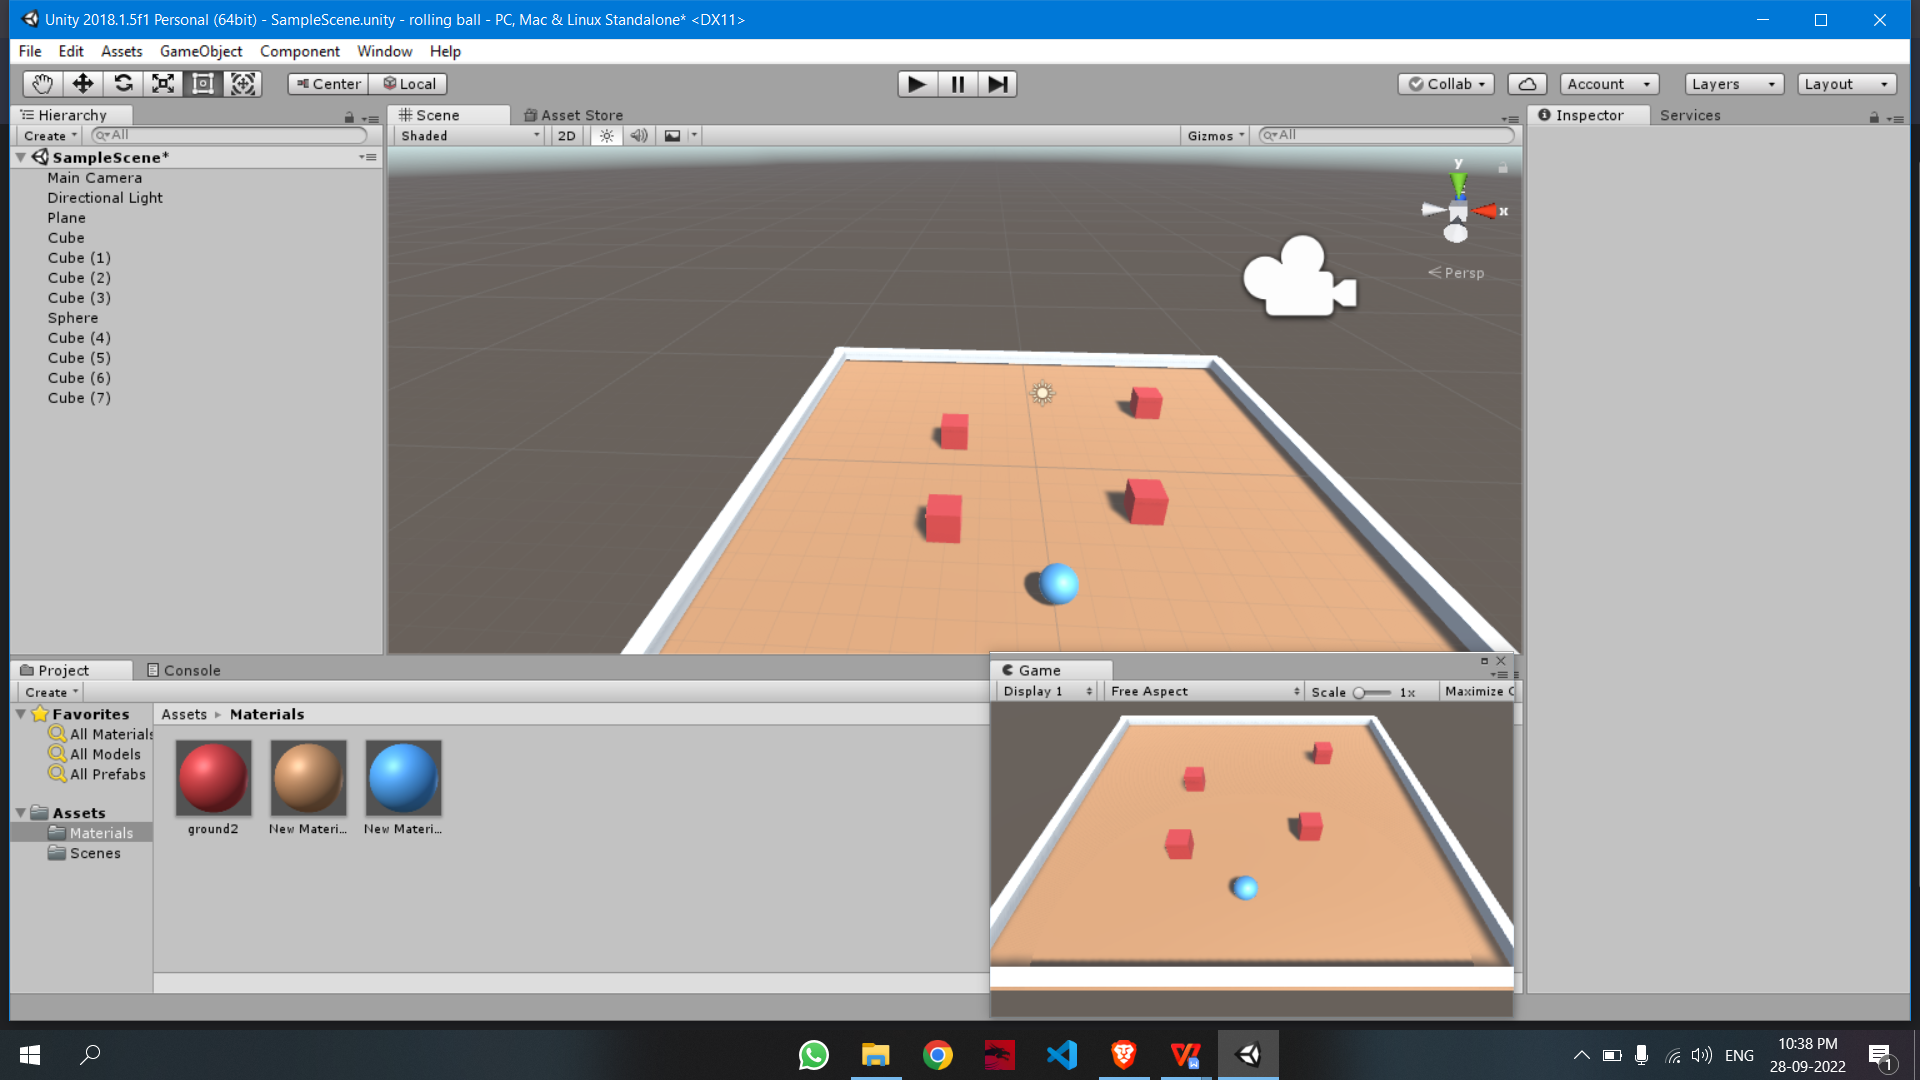 Unity 2018.1.5f1 Personal (64bit) - SampleScene.unity - rolling ball - PC, Mac & Linux Standalone* <DX11>
File Edit Assets GameObject Component Window Help
Center Local Collab Account Layers Layout
Hierarchy
Create All
SampleScene*
Main Camera
Directional Light
Plane
Cube
Cube (1)
Cube (2)
Cube (3)
Sphere
Cube (4)
Cube (5)
Cube (6)
Cube (7)
Scene Asset Store
Shaded 2D Gizmos All
y
x
Persp
Inspector Services
Project Console
Create
Favorites
All Materials
All Models
All Prefabs
Assets
Materials
Scenes
Assets ▸ Materials
ground2 New Materi... New Materi...
Game
Display 1 Free Aspect Scale 1x Maximize
ENG
10:38 PM
28-09-2022
1